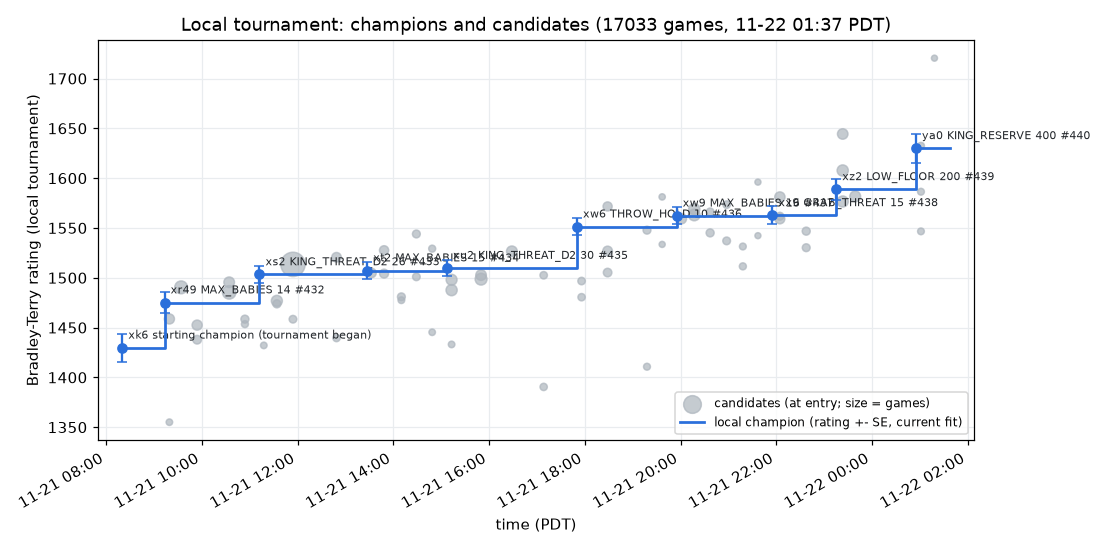 Local tournament: champions and candidates (17033 games, 11-22 01:37 PDT)
Bradley-Terry rating (local tournament)
1700
1650
1600
1550
1500
1450
1400
1350
ya0 KING_RESERVE 400 #440
xz2 LOW_FLOOR 200 #439
THREAT 15 #438
xw9 MAX_BABIES
xw6 THROW_HOLD 10 #436
KING_THREAT_D2 30 #435
xs2 KING_THREAT_D2
xr49 MAX_BABIES 14 #432
xk6 starting champion (tournament began)
candidates (at entry; size = games)
local champion (rating +- SE, current fit)
11-21 08:00
11-21 10:00
11-21 12:00
11-21 14:00
11-21 16:00
11-21 18:00
11-21 20:00
11-21 22:00
11-22 00:00
11-22 02:00
time (PDT)